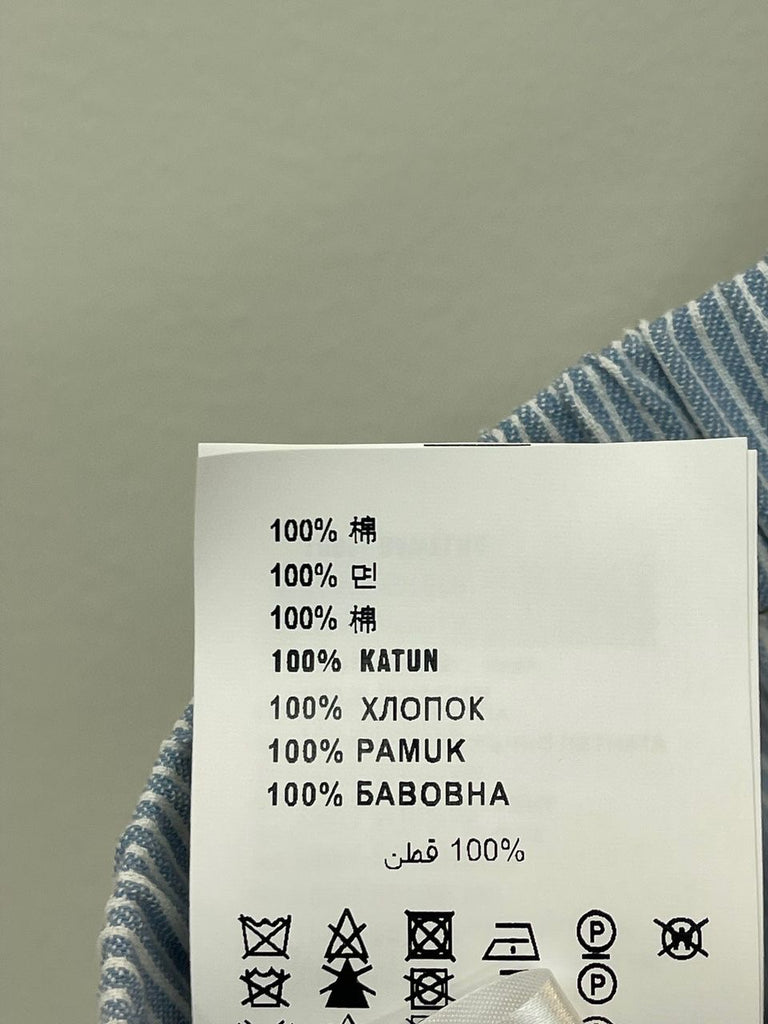 100% 棉
100% 면
100% 棉
100% KATUN
100% ХЛОПОК
100% PAMUK
100% БАВОВНА
100% قطن
P W
P